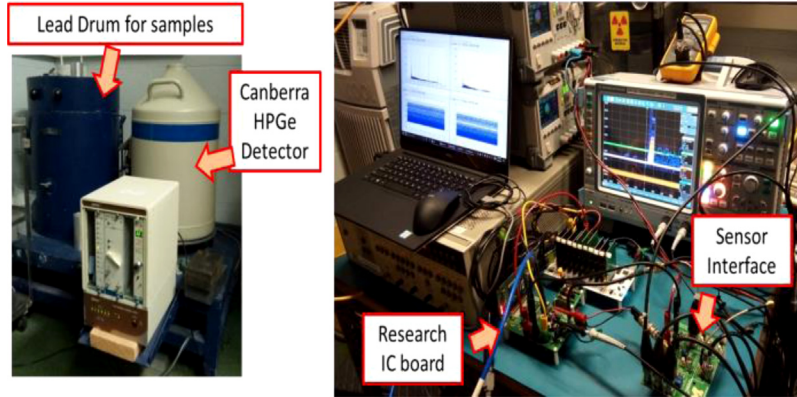 Lead Drum for samples
Canberra
HPGe
Detector
Sensor
Interface
Research
IC board